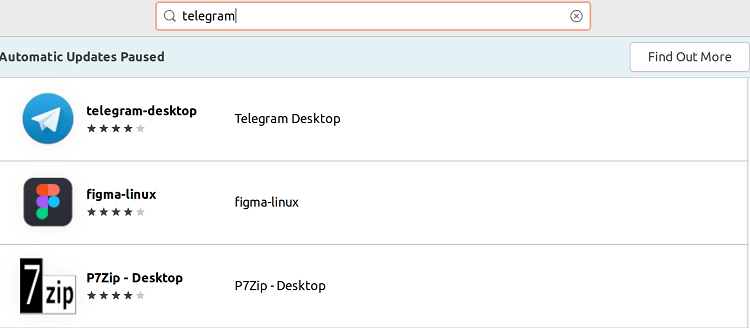 telegram
Automatic Updates Paused
Find Out More
telegram-desktop
Telegram Desktop
figma-linux
figma-linux
7zip
P7Zip - Desktop
P7Zip - Desktop